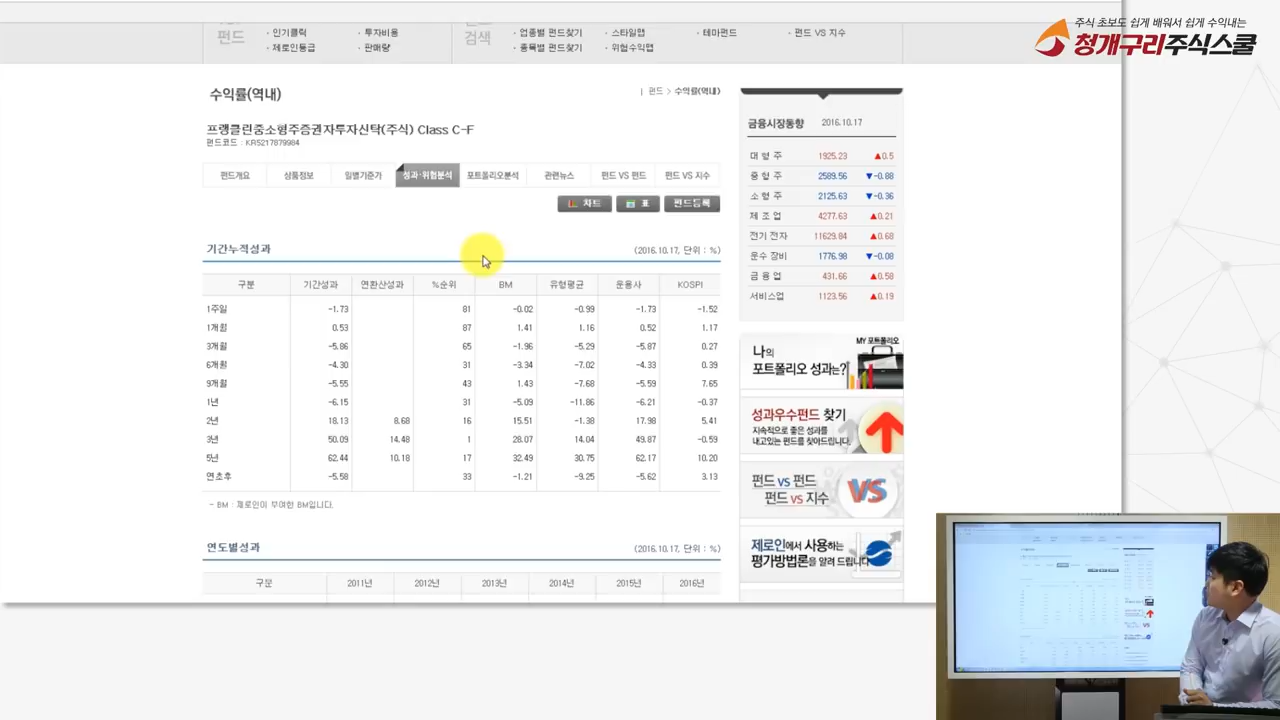 펀드
· 인기클릭
· 투자비율
· 제로인등급
· 판매량
검색
· 업종별 펀드찾기
· 스타일맵
· 테마펀드
· 펀드 VS 지수
· 종목별 펀드찾기
· 위험수익맵
주식 초보도 쉽게 배워서 쉽게 수익내는
청개구리주식스쿨
수익률(역내)
| 펀드 > 수익률(역내)
프랭클린중소형주증권자투자신탁(주식) Class C-F
펀드코드 : KR5217879984
펀드개요 상품정보 일별기준가 성과·위험분석 포트폴리오분석 관련뉴스 펀드 VS 펀드 펀드 VS 지수
차트 표 펀드등록
기간누적성과 (2016.10.17, 단위 : %)
구분 기간성과 연환산성과 %순위 BM 유형평균 운용사 KOSPI
1주일 -1.73 81 -0.02 -0.99 -1.73 -1.52
1개월 0.53 87 1.41 1.16 0.52 1.17
3개월 -5.86 65 -1.96 -5.29 -5.87 0.27
6개월 -4.30 31 -3.34 -7.02 -4.33 0.39
9개월 -5.55 43 1.43 -7.68 -5.59 7.65
1년 -6.15 31 -5.09 -11.86 -6.21 -0.37
2년 18.13 8.68 16 15.51 -1.38 17.98 5.41
3년 50.09 14.48 1 28.07 14.04 49.87 -0.59
5년 62.44 10.18 17 32.49 30.75 62.17 10.20
연초후 -5.58 33 -1.21 -9.25 -5.62 3.13
- BM : 제로인이 부여한 BM입니다.
연도별성과 (2016.10.17, 단위 : %)
구분 2011년 2012년 2013년 2014년 2015년 2016년
금융시장동향 2016.10.17
대 형 주 1925.23 ▲0.5
중 형 주 2589.56 ▼-0.88
소 형 주 2125.63 ▼-0.36
제 조 업 4277.63 ▲0.21
전기 전자 11629.84 ▲0.68
운수 장비 1776.98 ▼-0.08
금 융 업 431.66 ▲0.58
서비스업 1123.56 ▲0.19
MY 포트폴리오
나의
포트폴리오 성과는?
성과우수펀드 찾기
지속적으로 좋은 성과를
내고있는 펀드를 찾아드립니다.
펀드 VS 펀드
펀드 VS 지수
VS
제로인에서 사용하는
평가방법론을 알려 드립니다